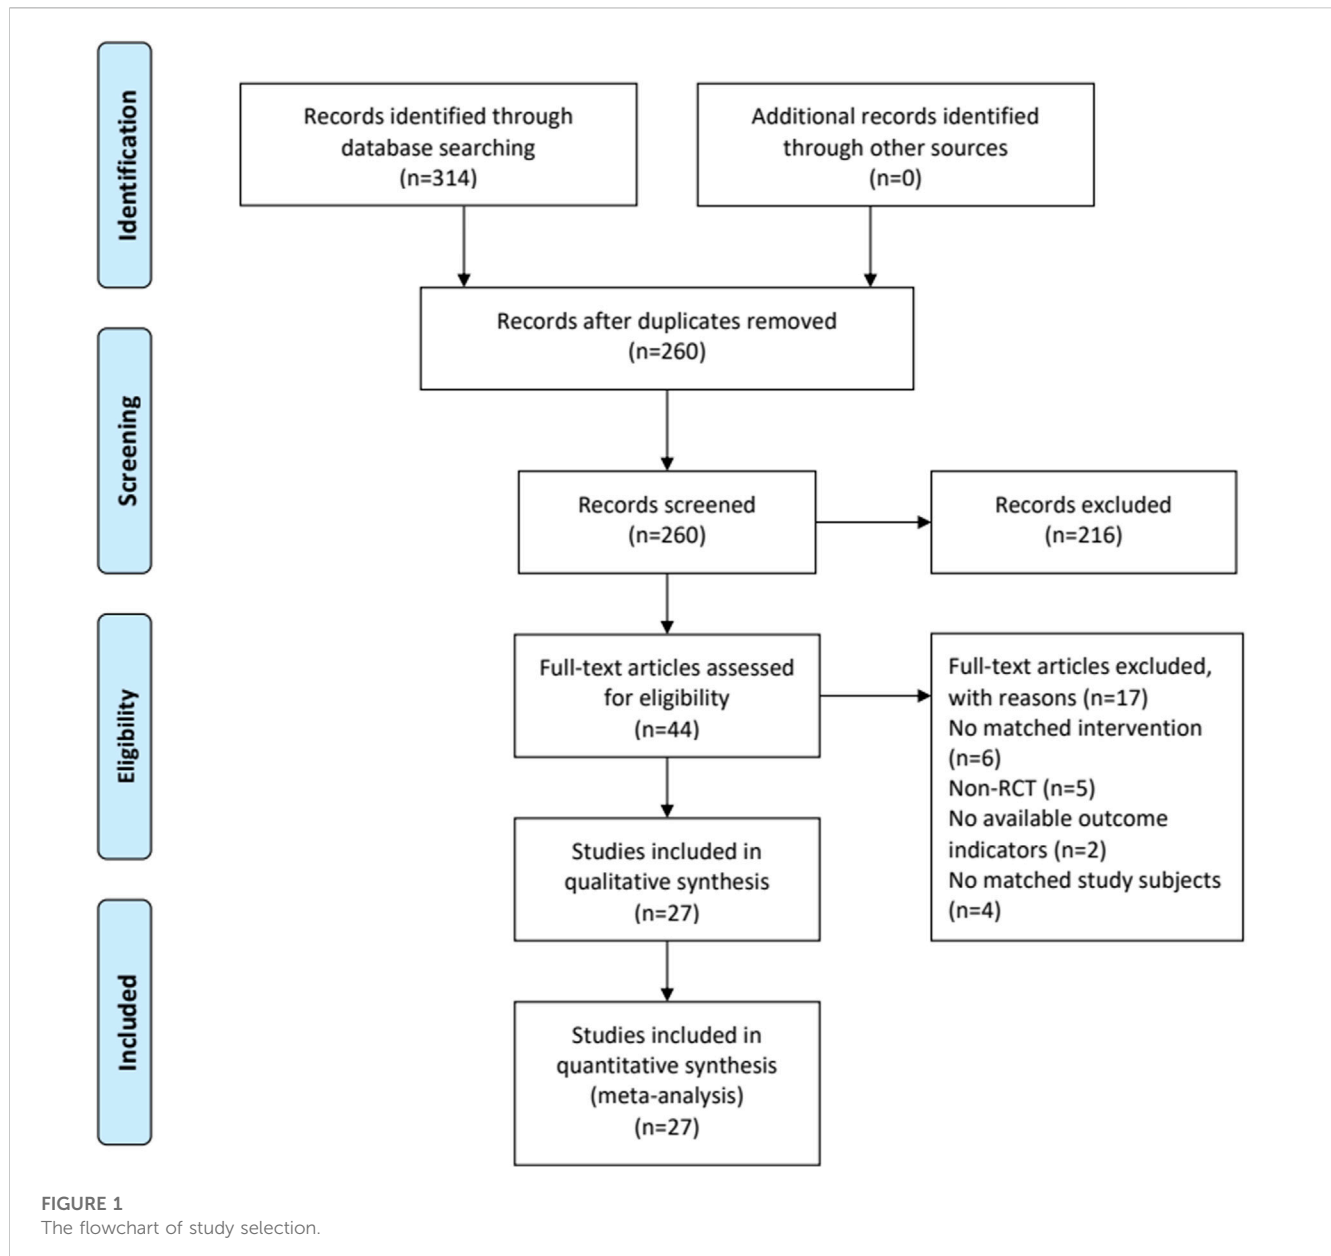 Identification
Records identified through
database searching
(n=314)
Additional records identified
through other sources
(n=0)
Records after duplicates removed
(n=260)
Screening
Records screened
(n=260)
Records excluded
(n=216)
Eligibility
Full-text articles assessed
for eligibility
(n=44)
Full-text articles excluded,
with reasons (n=17)
No matched intervention
(n=6)
Non-RCT (n=5)
No available outcome
indicators (n=2)
No matched study subjects
(n=4)
Studies included in
qualitative synthesis
(n=27)
Included
Studies included in
quantitative synthesis
(meta-analysis)
(n=27)
FIGURE 1
The flowchart of study selection.